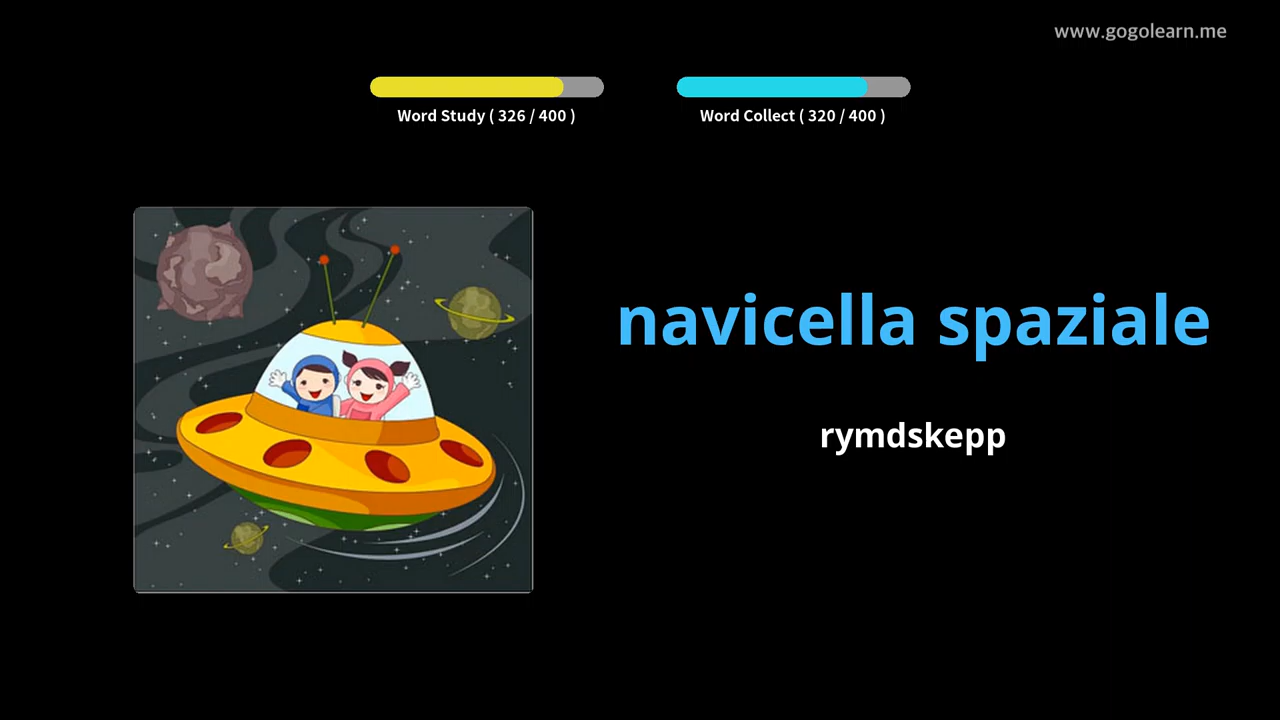 www.gogolearn.me
Word Study ( 326 / 400 )
Word Collect ( 320 / 400 )
navicella spaziale
rymdskepp